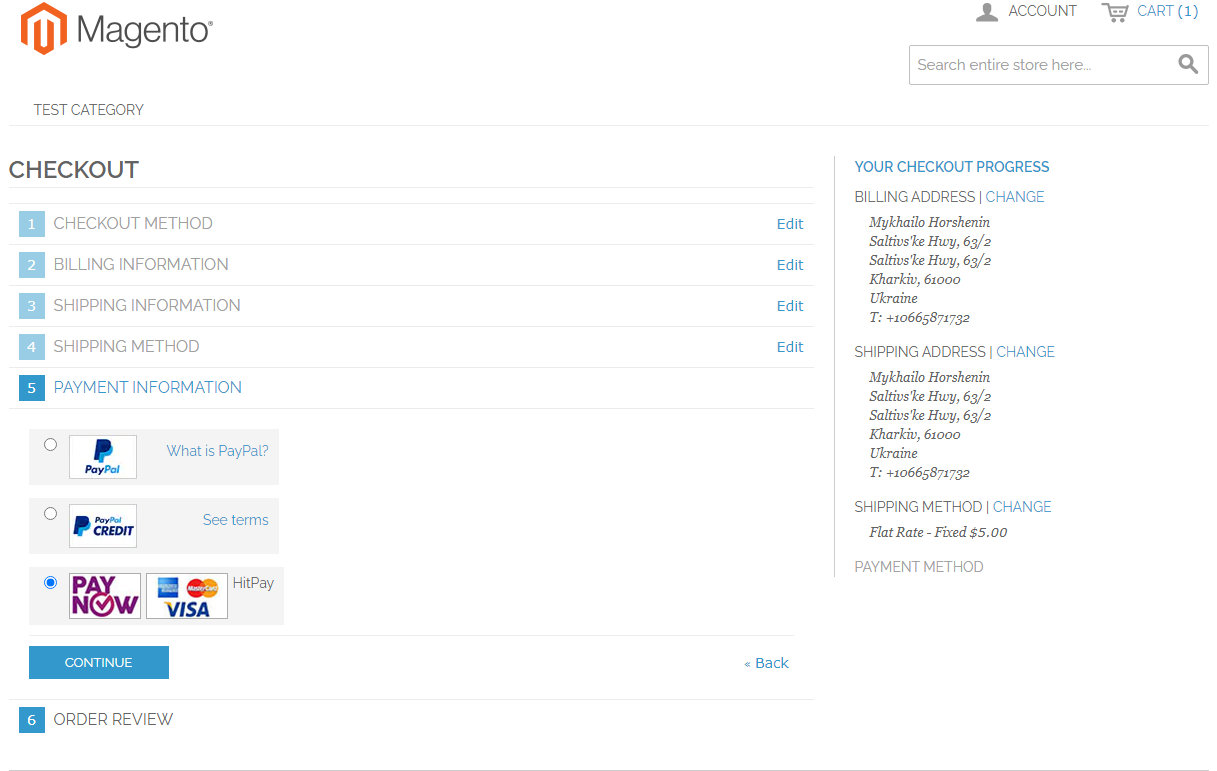 Magento®
ACCOUNT
CART (1)
Search entire store here...
TEST CATEGORY
CHECKOUT
1 CHECKOUT METHOD Edit
2 BILLING INFORMATION Edit
3 SHIPPING INFORMATION Edit
4 SHIPPING METHOD Edit
5 PAYMENT INFORMATION
PayPal What is PayPal?
PayPal CREDIT See terms
PAY NOW MasterCard VISA HitPay
CONTINUE
« Back
6 ORDER REVIEW
YOUR CHECKOUT PROGRESS
BILLING ADDRESS | CHANGE
Mykhailo Horshenin
Saltivs'ke Hwy, 63/2
Saltivs'ke Hwy, 63/2
Kharkiv, 61000
Ukraine
T: +10665871732
SHIPPING ADDRESS | CHANGE
Mykhailo Horshenin
Saltivs'ke Hwy, 63/2
Saltivs'ke Hwy, 63/2
Kharkiv, 61000
Ukraine
T: +10665871732
SHIPPING METHOD | CHANGE
Flat Rate - Fixed $5.00
PAYMENT METHOD